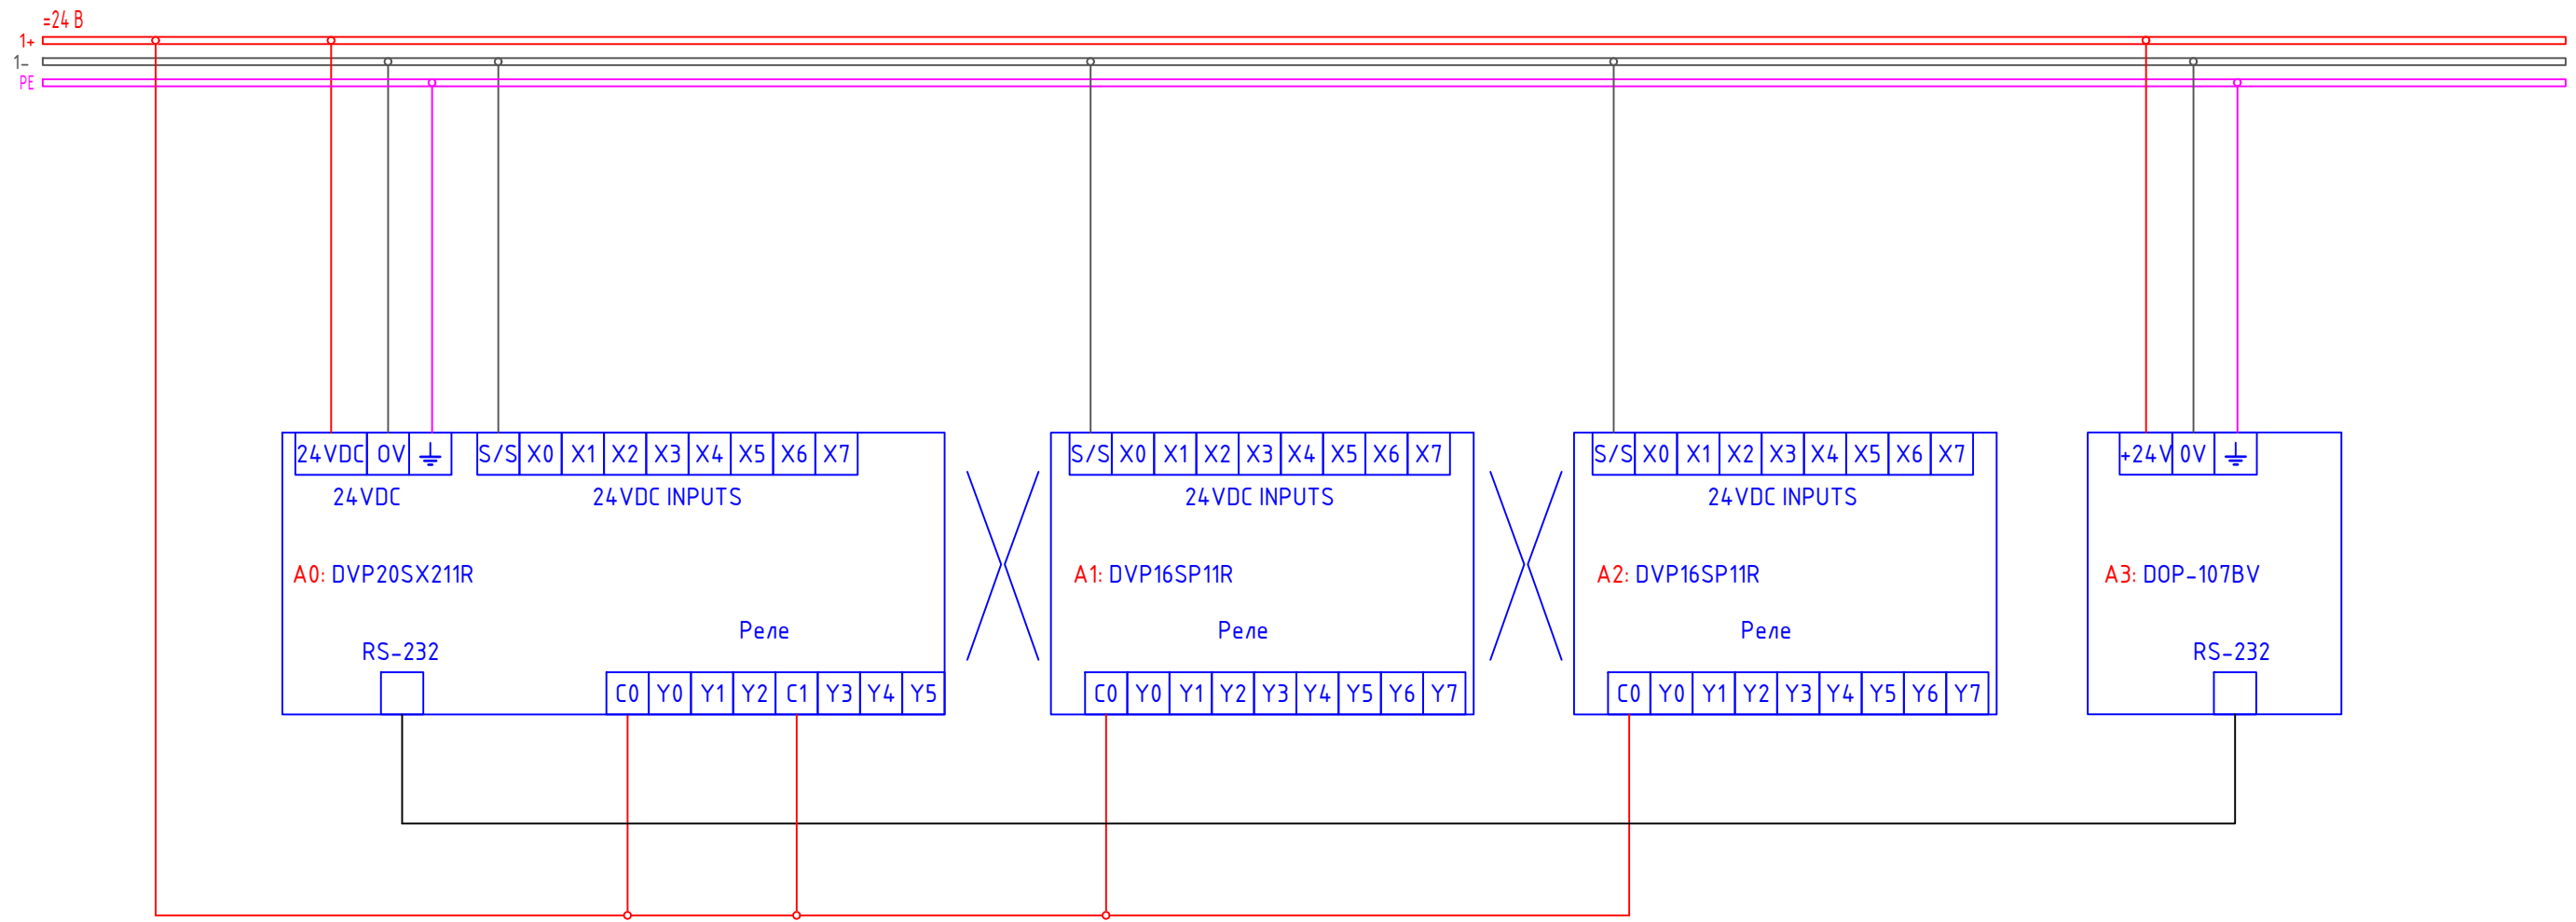 =24 В
1+
1-
PE
24VDC 0V S/S X0 X1 X2 X3 X4 X5 X6 X7
24VDC 24VDC INPUTS
A0: DVP20SX211R
Реле
RS-232
C0 Y0 Y1 Y2 C1 Y3 Y4 Y5
S/S X0 X1 X2 X3 X4 X5 X6 X7
24VDC INPUTS
A1: DVP16SP11R
Реле
C0 Y0 Y1 Y2 Y3 Y4 Y5 Y6 Y7
S/S X0 X1 X2 X3 X4 X5 X6 X7
24VDC INPUTS
A2: DVP16SP11R
Реле
C0 Y0 Y1 Y2 Y3 Y4 Y5 Y6 Y7
+24V 0V
A3: DOP-107BV
RS-232